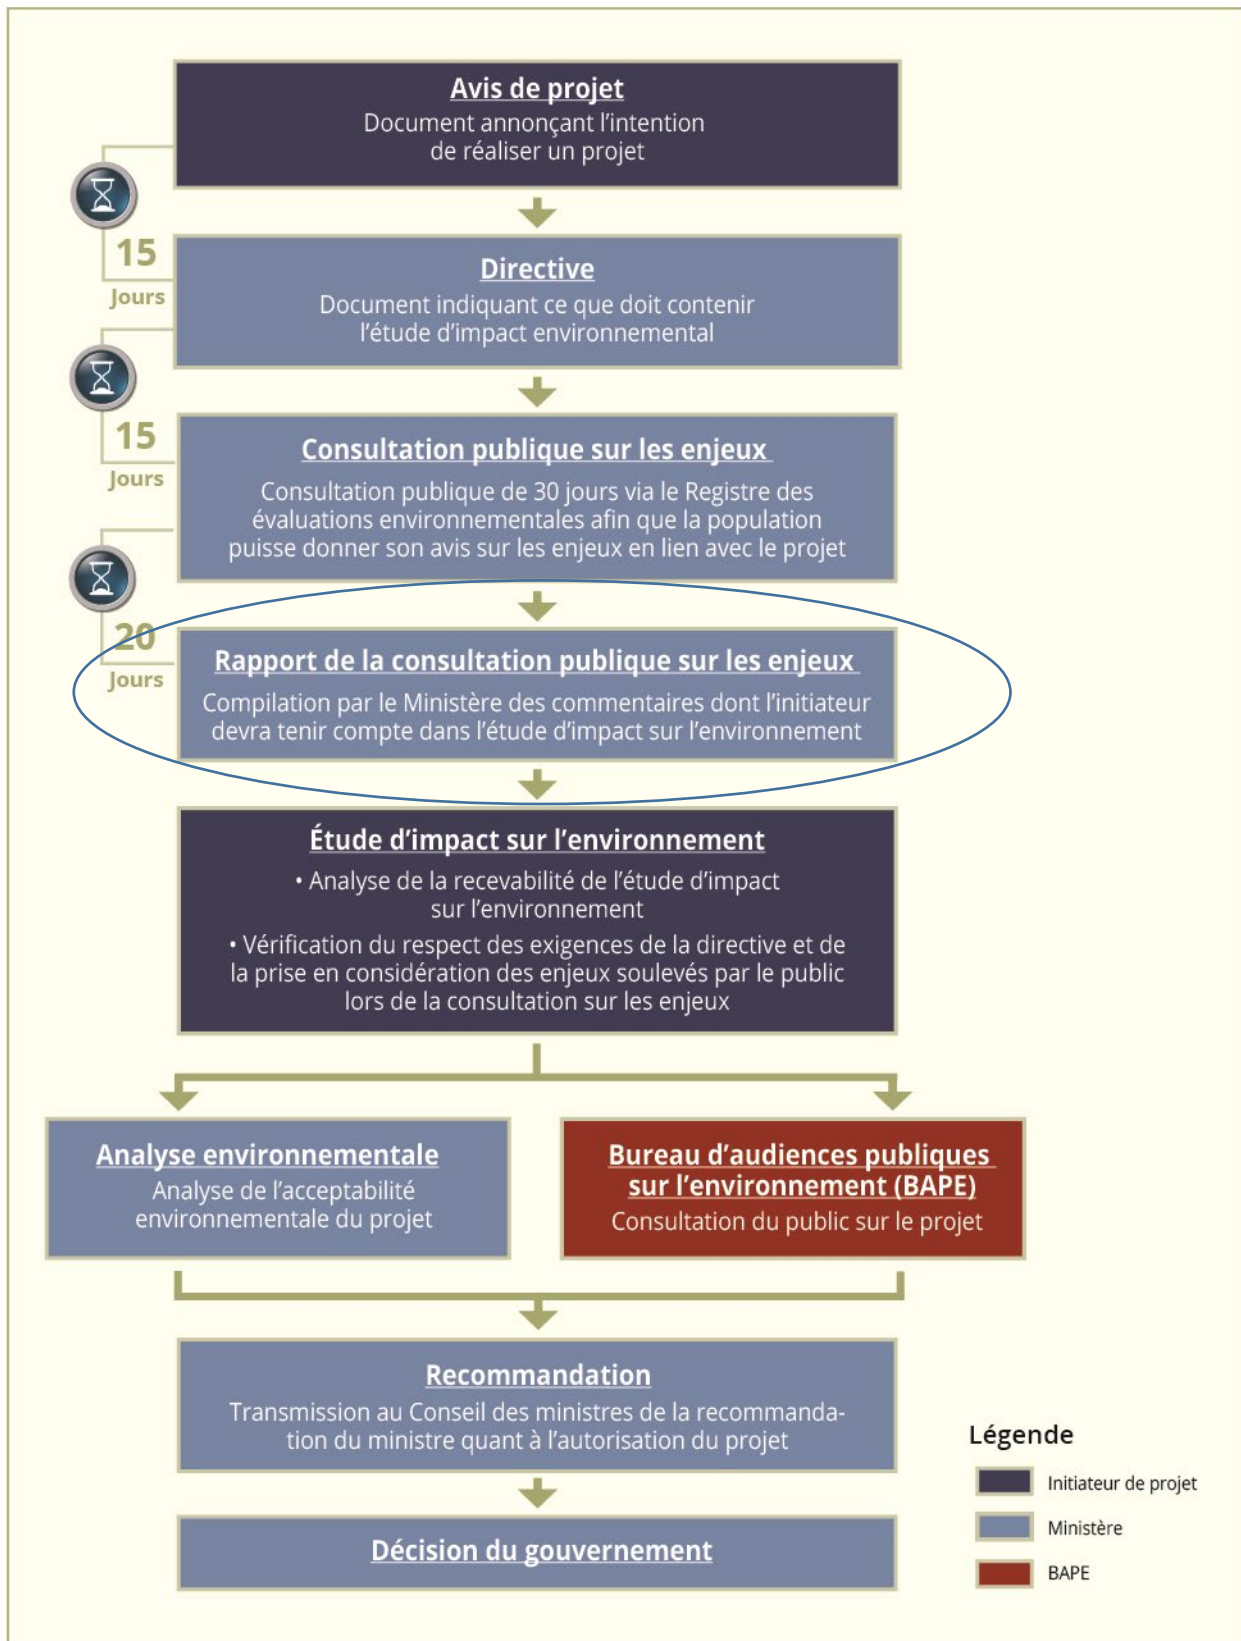 Avis de projet
Document annonçant l'intention
de réaliser un projet
15
Jours
Directive
Document indiquant ce que doit contenir
l'étude d'impact environnemental
15
Jours
Consultation publique sur les enjeux
Consultation publique de 30 jours via le Registre des
évaluations environnementales afin que la population
puisse donner son avis sur les enjeux en lien avec le projet
20
Jours
Rapport de la consultation publique sur les enjeux
Compilation par le Ministère des commentaires dont l'initiateur
devra tenir compte dans l'étude d'impact sur l'environnement
Étude d'impact sur l'environnement
• Analyse de la recevabilité de l'étude d'impact
sur l'environnement
• Vérification du respect des exigences de la directive et de
la prise en considération des enjeux soulevés par le public
lors de la consultation sur les enjeux
Analyse environnementale
Analyse de l'acceptabilité
environnementale du projet
Bureau d'audiences publiques
sur l'environnement (BAPE)
Consultation du public sur le projet
Recommandation
Transmission au Conseil des ministres de la recommanda-
tion du ministre quant à l'autorisation du projet
Décision du gouvernement
Légende
Initiateur de projet
Ministère
BAPE